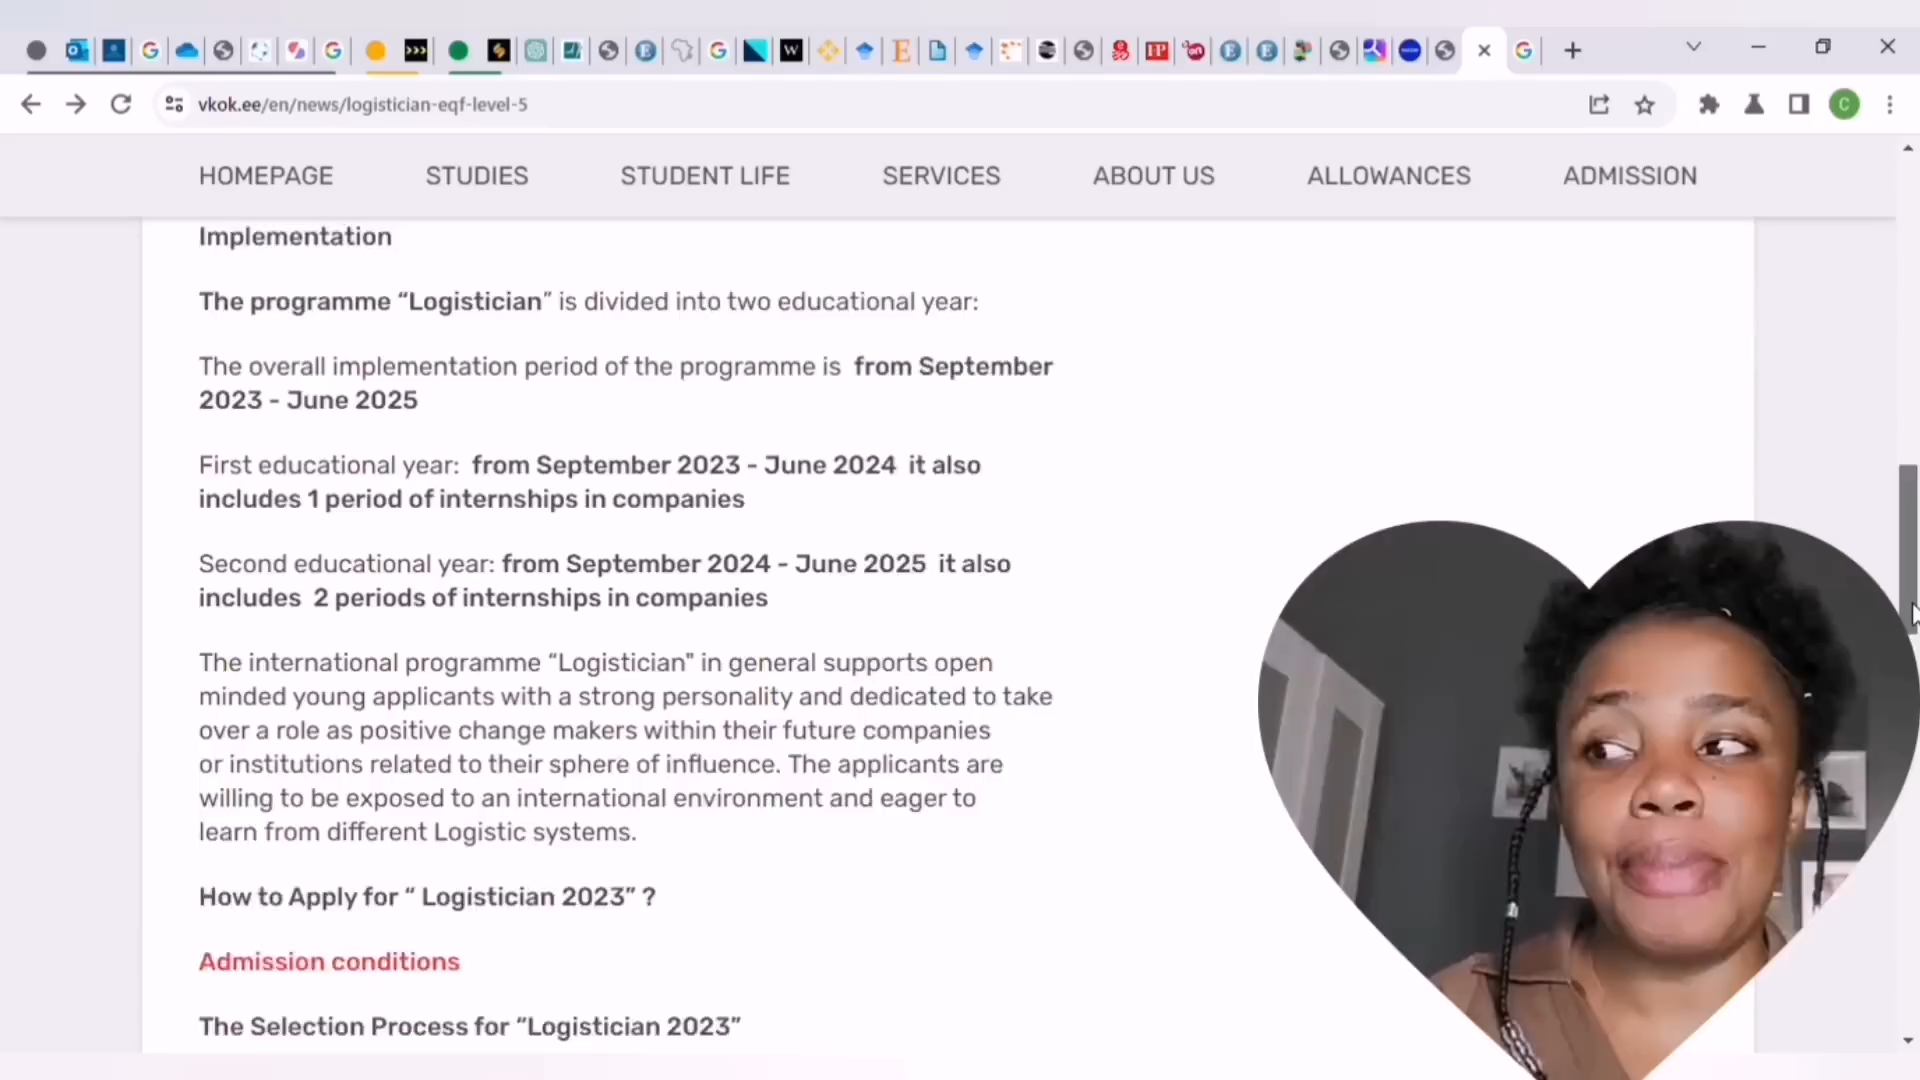 vkok.ee/en/news/logistician-eqf-level-5
C
HOMEPAGE STUDIES STUDENT LIFE SERVICES ABOUT US ALLOWANCES ADMISSION
Implementation
The programme “Logistician” is divided into two educational year:
The overall implementation period of the programme is from September
2023 - June 2025
First educational year: from September 2023 - June 2024 it also
includes 1 period of internships in companies
Second educational year: from September 2024 - June 2025 it also
includes 2 periods of internships in companies
The international programme “Logistician" in general supports open
minded young applicants with a strong personality and dedicated to take
over a role as positive change makers within their future companies
or institutions related to their sphere of influence. The applicants are
willing to be exposed to an international environment and eager to
learn from different Logistic systems.
How to Apply for “ Logistician 2023” ?
Admission conditions
The Selection Process for “Logistician 2023”